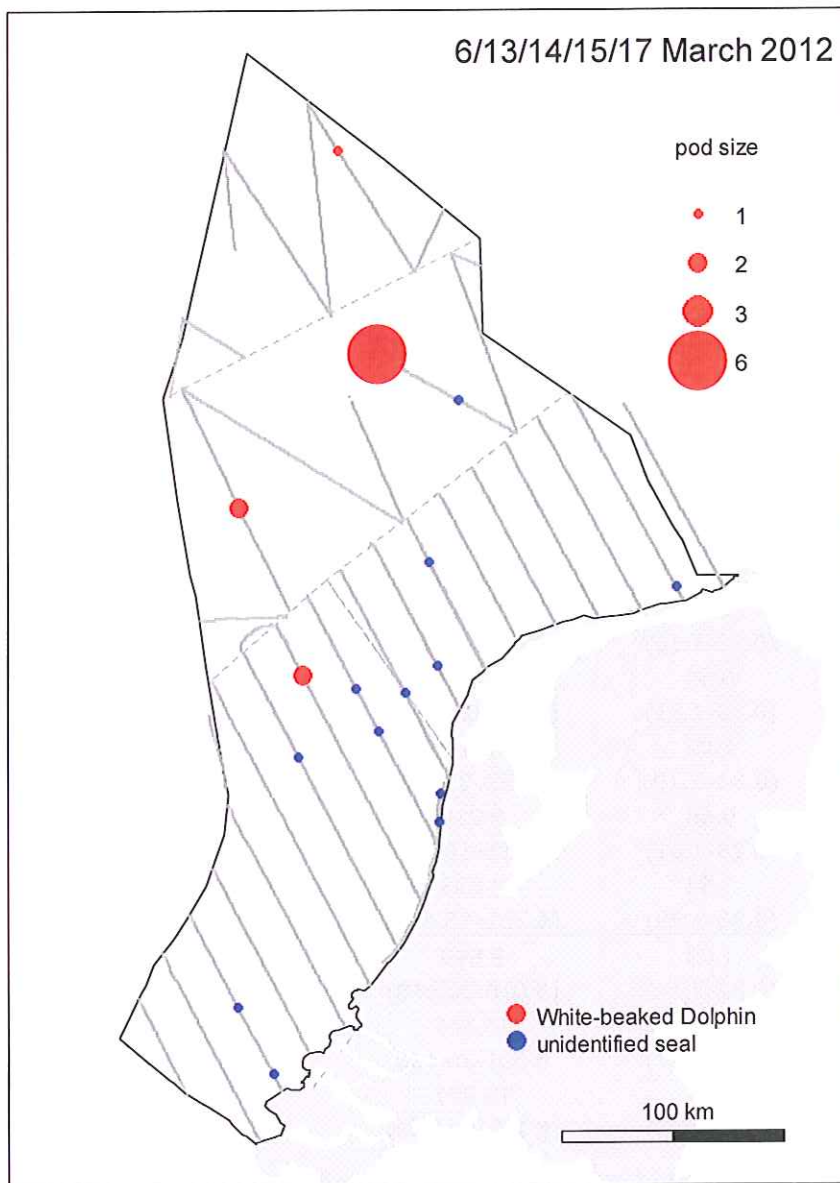 6/13/14/15/17 March 2012
pod size
1
2
3
6
White-beaked Dolphin
unidentified seal
100 km